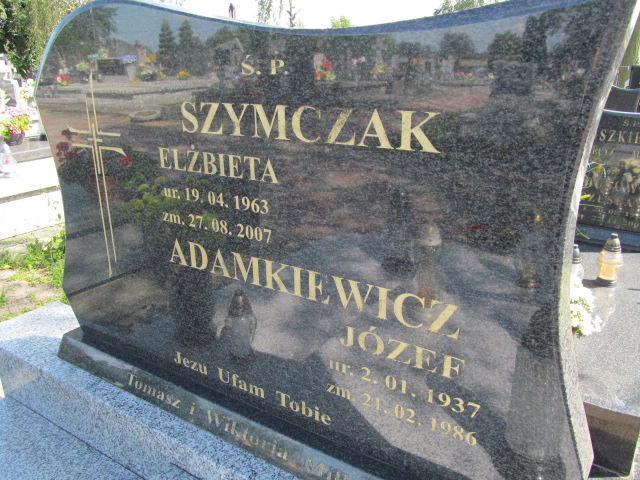 Ś. P.
SZYMCZAK
ELŻBIETA
ur. 19. 04. 1963
zm. 27. 08. 2007
ADAMKIEWICZ
JÓZEF
ur. 2. 01. 1937
zm. 21. 02. 1986
Jezu Ufam Tobie
Tomasz i Wiktoria